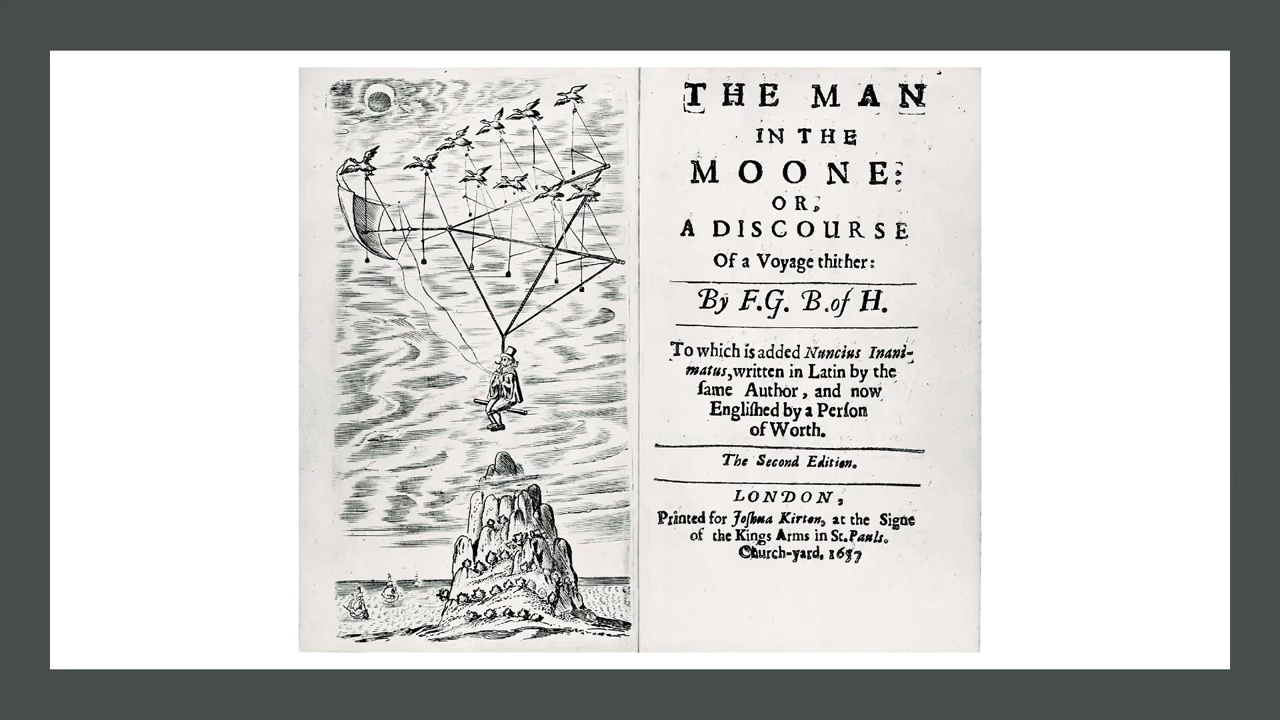 THE MAN
IN THE
MOONE:
OR,
A DISCOURSE
Of a Voyage thither:
By F.G. B. of H.
To which is added Nuncius Inani-
matus, written in Latin by the
ſame Author, and now
Engliſhed by a Perſon
of Worth.
The Second Edition.
LONDON,
Printed for Joſhua Kirton, at the Signe
of the Kings Arms in St. Pauls.
Church-yard, 1657